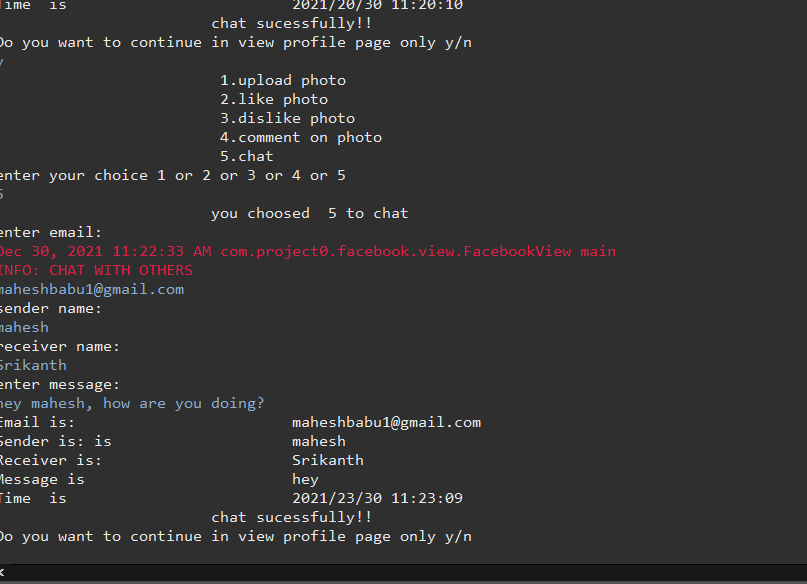 Time  is                         2021/20/30 11:20:10
chat sucessfully!!
Do you want to continue in view profile page only y/n
y
1.upload photo
2.like photo
3.dislike photo
4.comment on photo
5.chat
enter your choice 1 or 2 or 3 or 4 or 5
5
you choosed  5 to chat
enter email:
Dec 30, 2021 11:22:33 AM com.project0.facebook.view.FacebookView main
INFO: CHAT WITH OTHERS
maheshbabu1@gmail.com
sender name:
mahesh
receiver name:
Srikanth
enter message:
hey mahesh, how are you doing?
Email is:                        maheshbabu1@gmail.com
Sender is: is                    mahesh
Receiver is:                     Srikanth
Message is                       hey
Time  is                         2021/23/30 11:23:09
chat sucessfully!!
Do you want to continue in view profile page only y/n